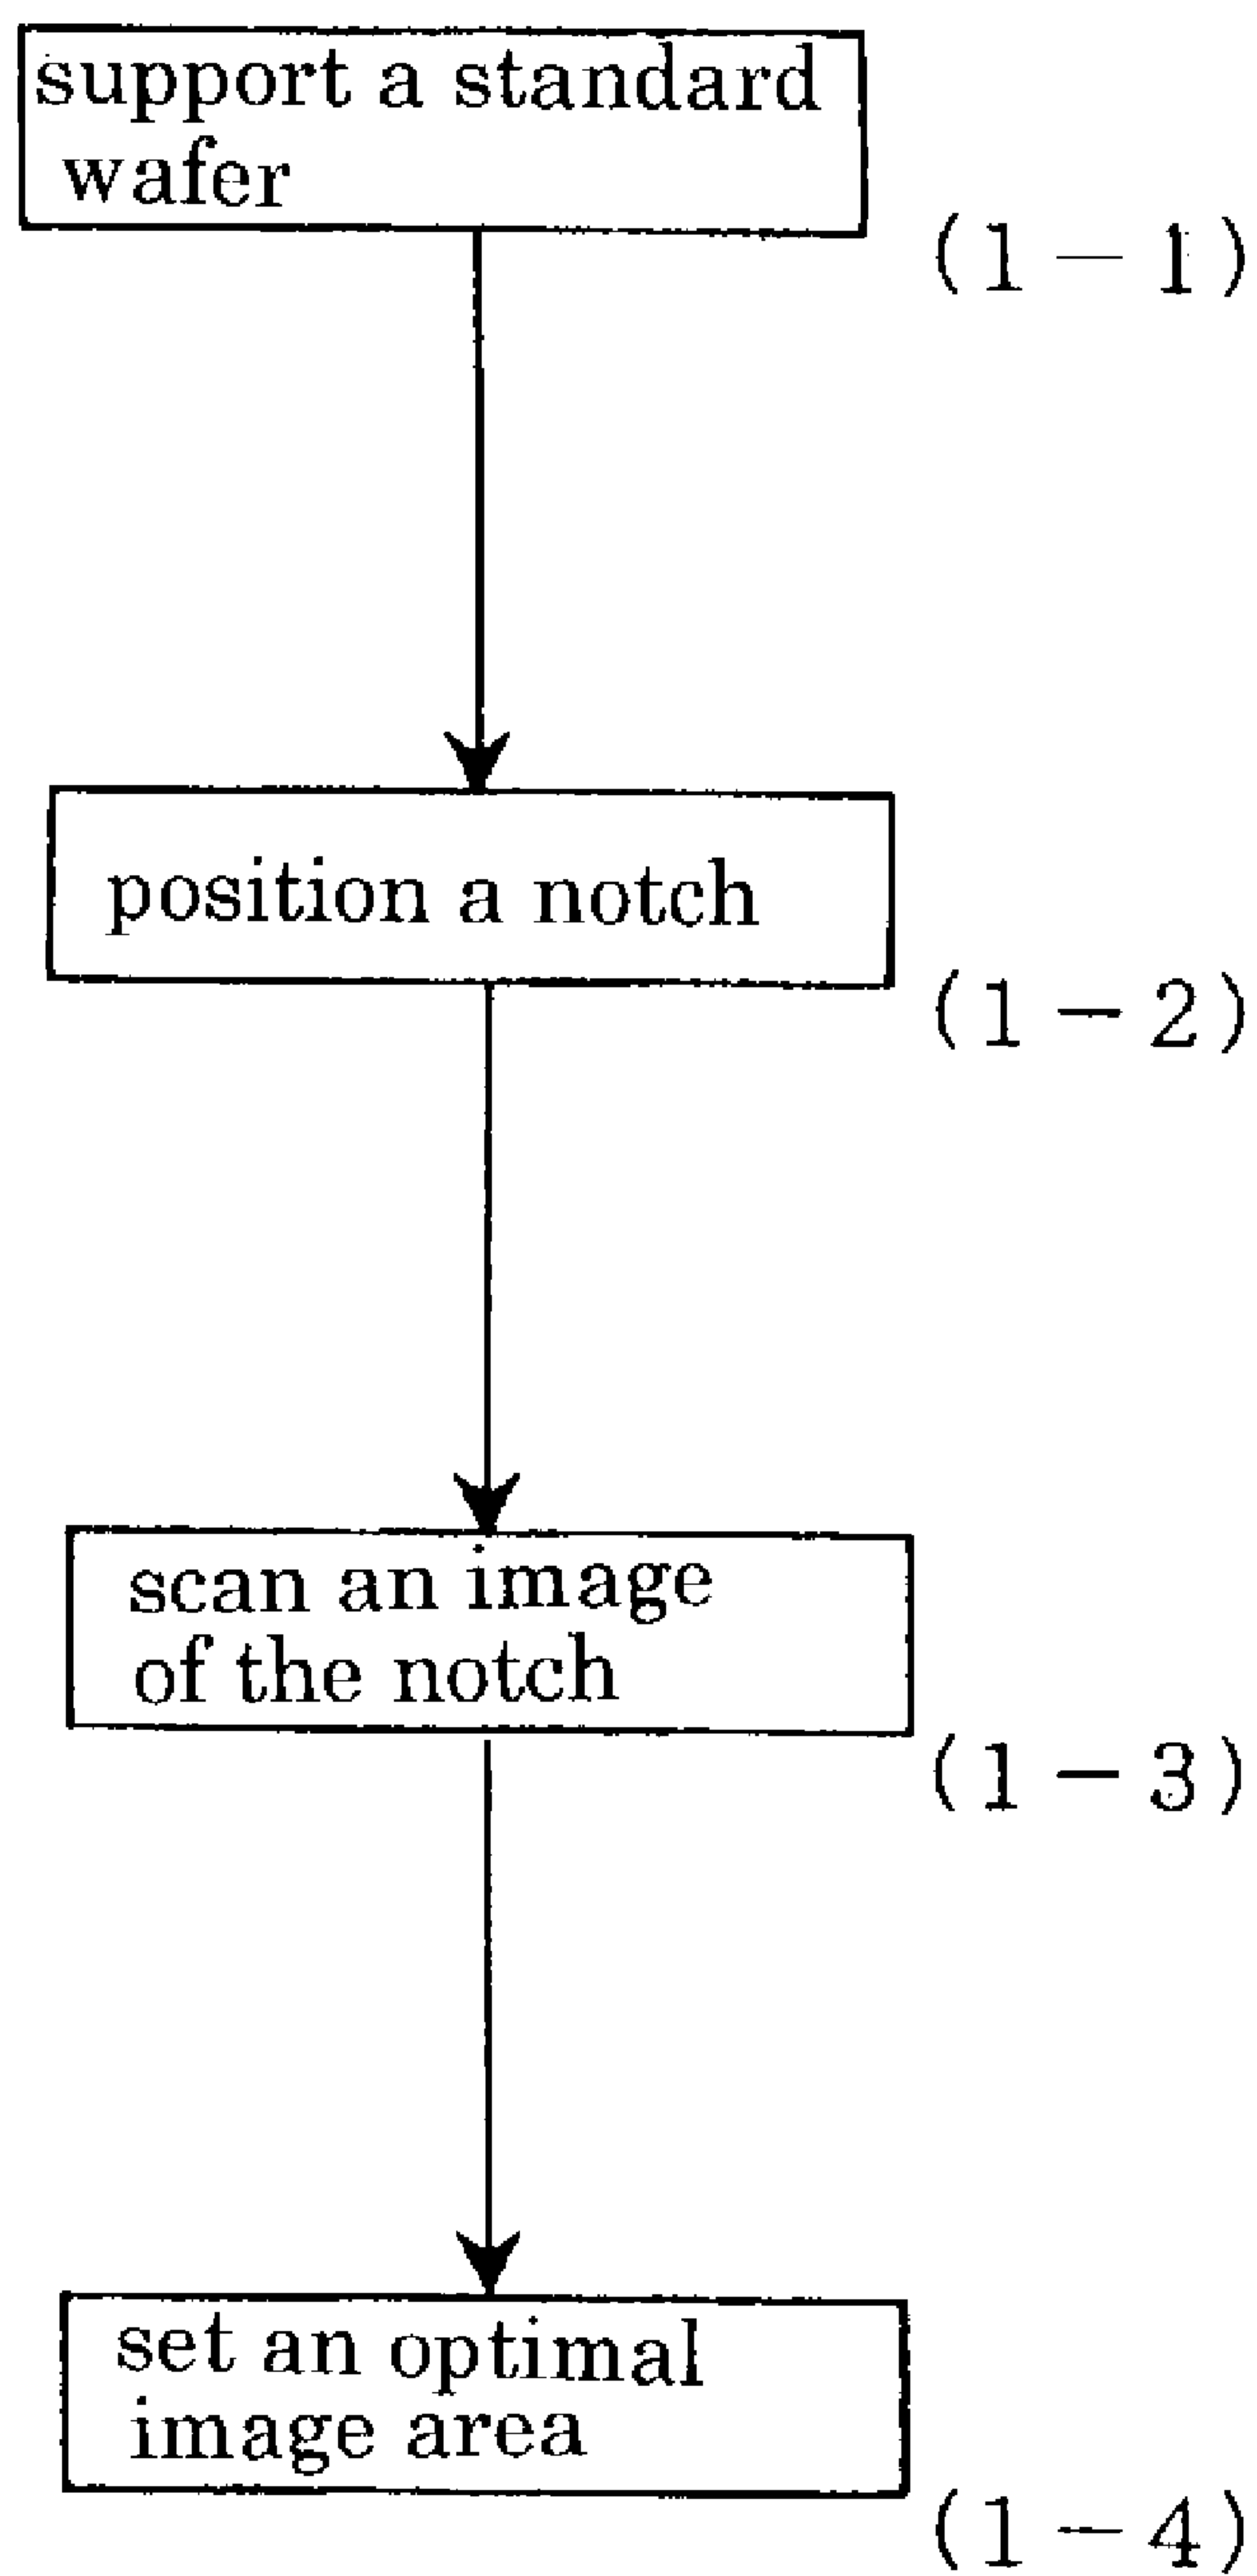 support a standard
wafer
(1-1)
position a notch
(1-2)
scan an image
of the notch
(1-3)
set an optimal
image area
(1-4)